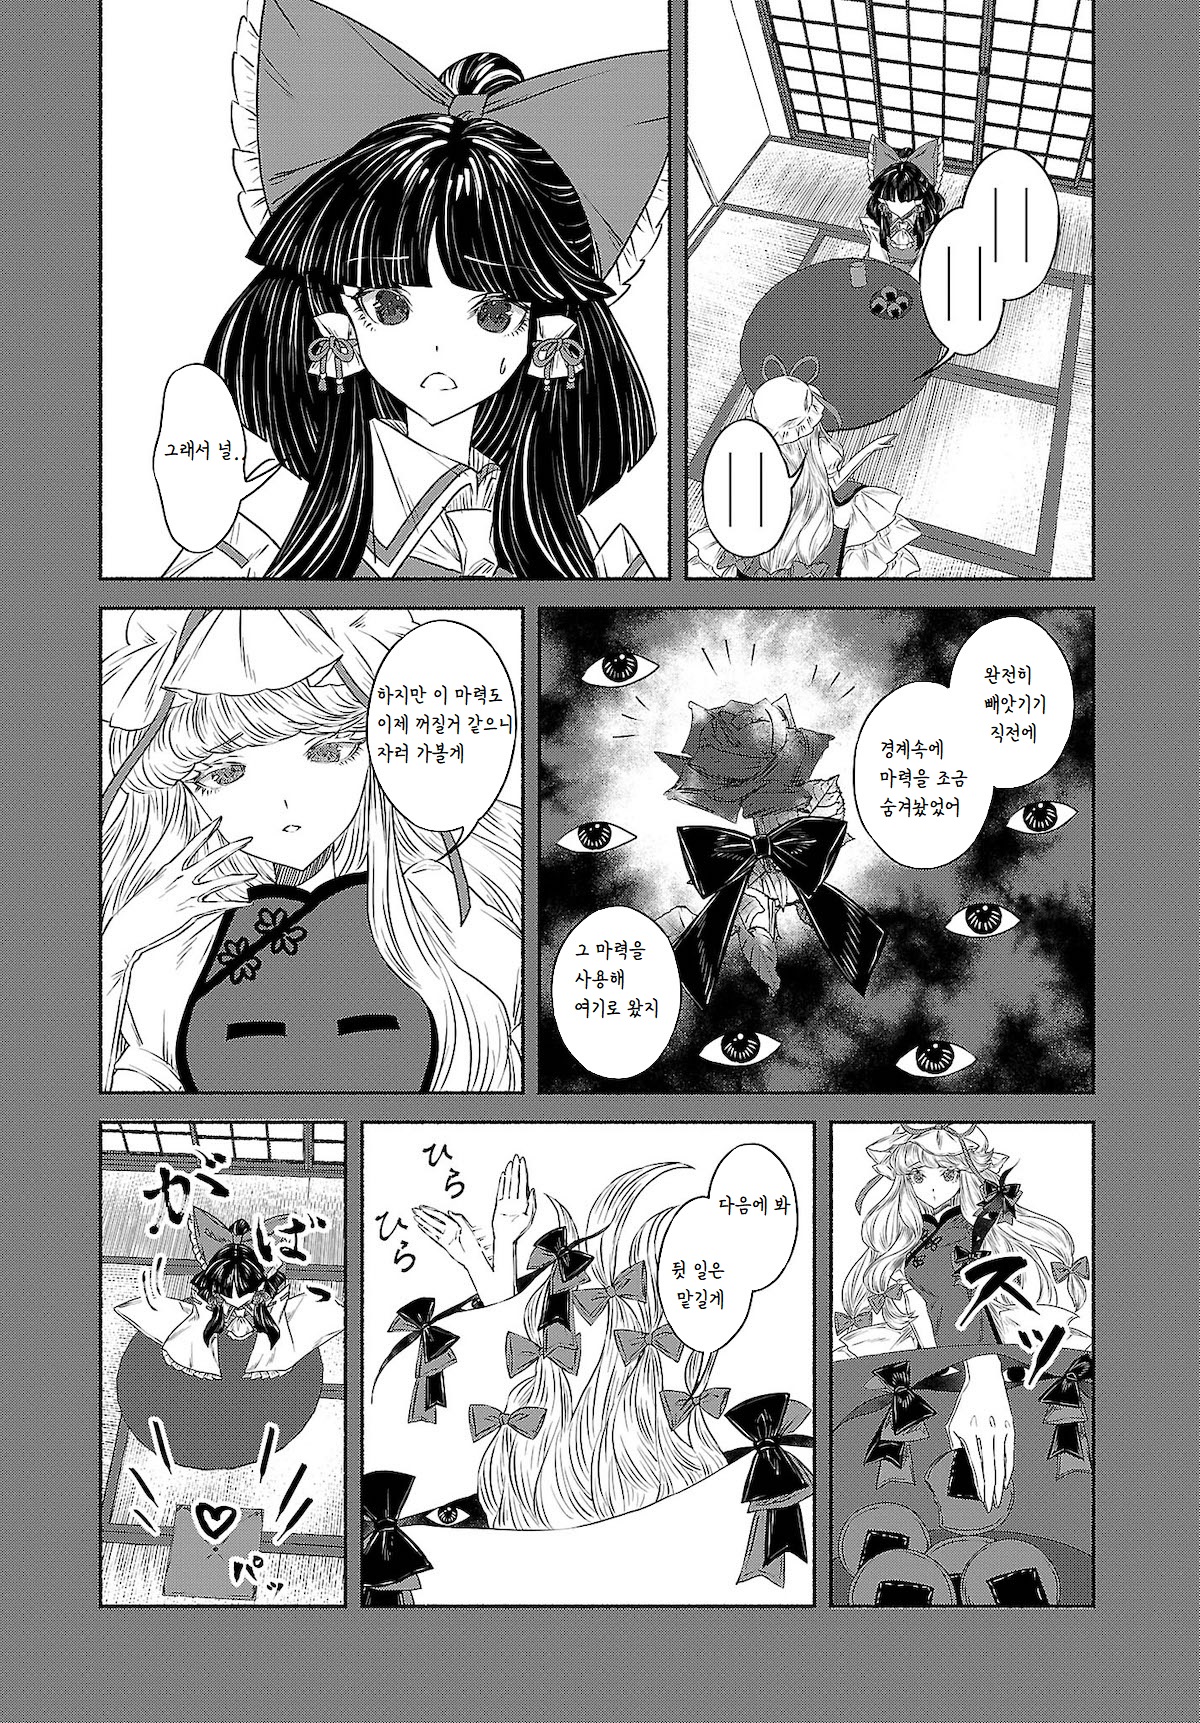 그래서 널..
완전히
빼앗기기
직전에
경계속에
마력을 조금
숨겨놨었어
그 마력을
사용해
여기로 왔지
하지만 이 마력도
이제 꺼질거 같으니
자러 가볼게
スッ
다음에 봐
뒷 일은
맡길게
ひら
ひら
がばっ
パッ